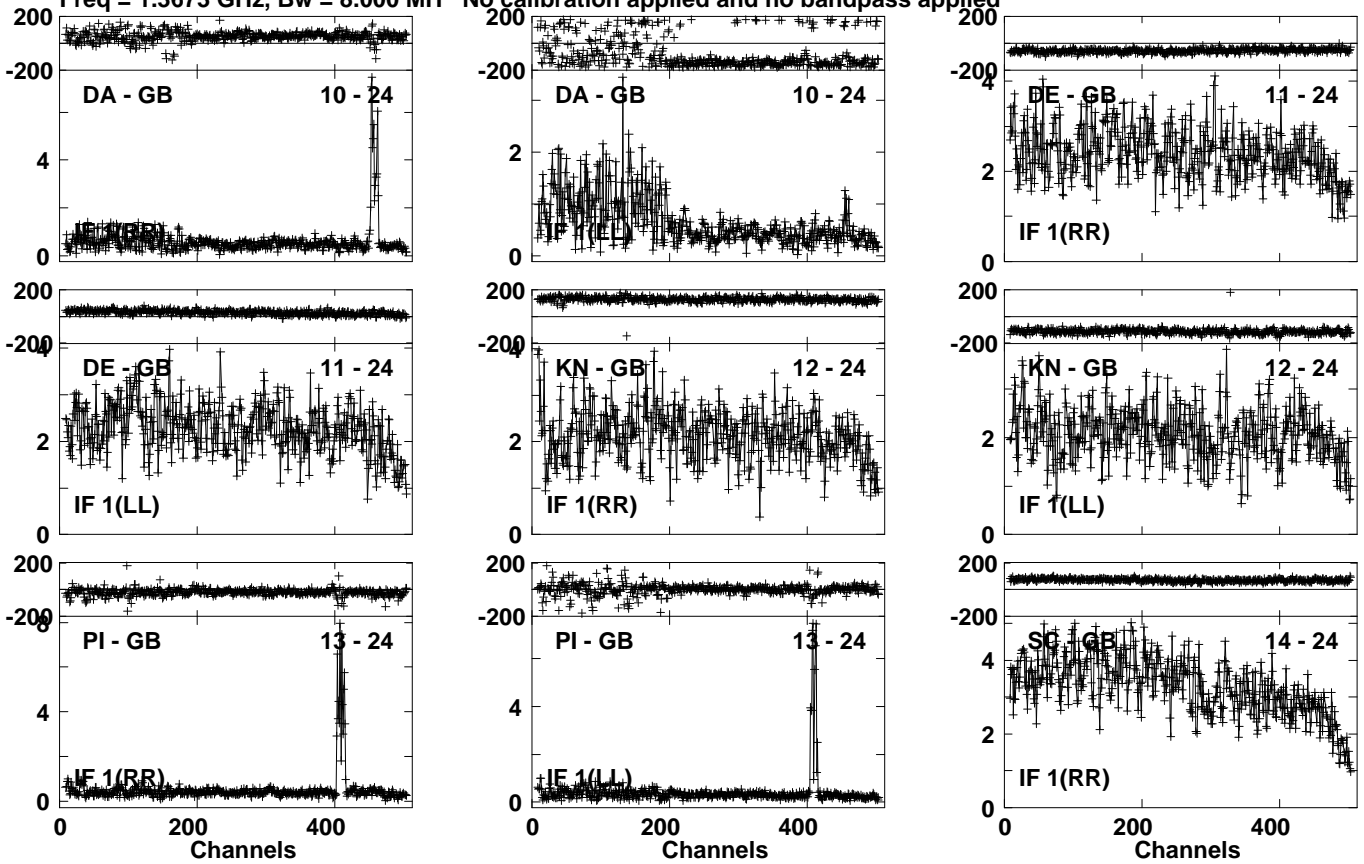 Freq = 1.3673 GHz, Bw = 8.000 MH No calibration applied and no bandpass applied
200
-200
DA - GB 10 - 24
4
0
IF 1(RR)
200
-200
DA - GB 10 - 24
2
0
IF 1(LL)
200
-200
4
DE - GB 11 - 24
2
0
IF 1(RR)
200
-200
4
DE - GB 11 - 24
2
0
IF 1(LL)
200
-200
4
KN - GB 12 - 24
2
0
IF 1(RR)
200
-200
KN - GB 12 - 24
2
0
IF 1(LL)
200
-200
8
PI - GB 13 - 24
4
0
IF 1(RR)
200
-200
PI - GB 13 - 24
4
0
IF 1(LL)
200
-200
SC - GB 14 - 24
4
2
0
IF 1(RR)
0 200 400
Channels
0 200 400
Channels
0 200 400
Channels